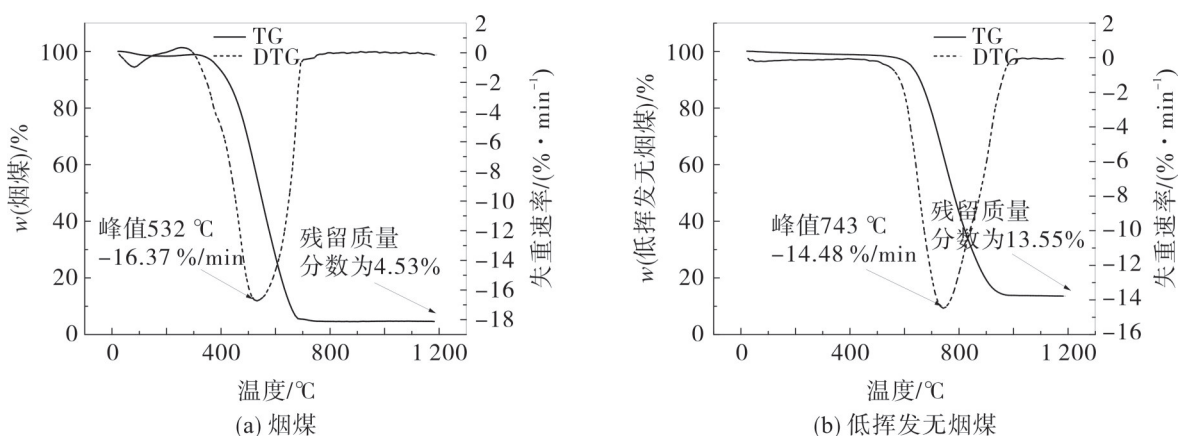 TG
DTG
w(烟煤)/%
100
80
60
40
20
0
峰值532 ℃
-16.37 %/min
残留质量
分数为4.53%
2
0
-2
-4
-6
-8
-10
-12
-14
-16
-18
失重速率/(%·min⁻¹)
0 400 800 1 200
温度/℃
(a) 烟煤
TG
DTG
w(低挥发无烟煤)/%
100
80
60
40
20
0
峰值743 ℃
-14.48 %/min
残留质量
分数为13.55%
2
0
-2
-4
-6
-8
-10
-12
-14
-16
失重速率/(%·min⁻¹)
0 400 800 1 200
温度/℃
(b) 低挥发无烟煤